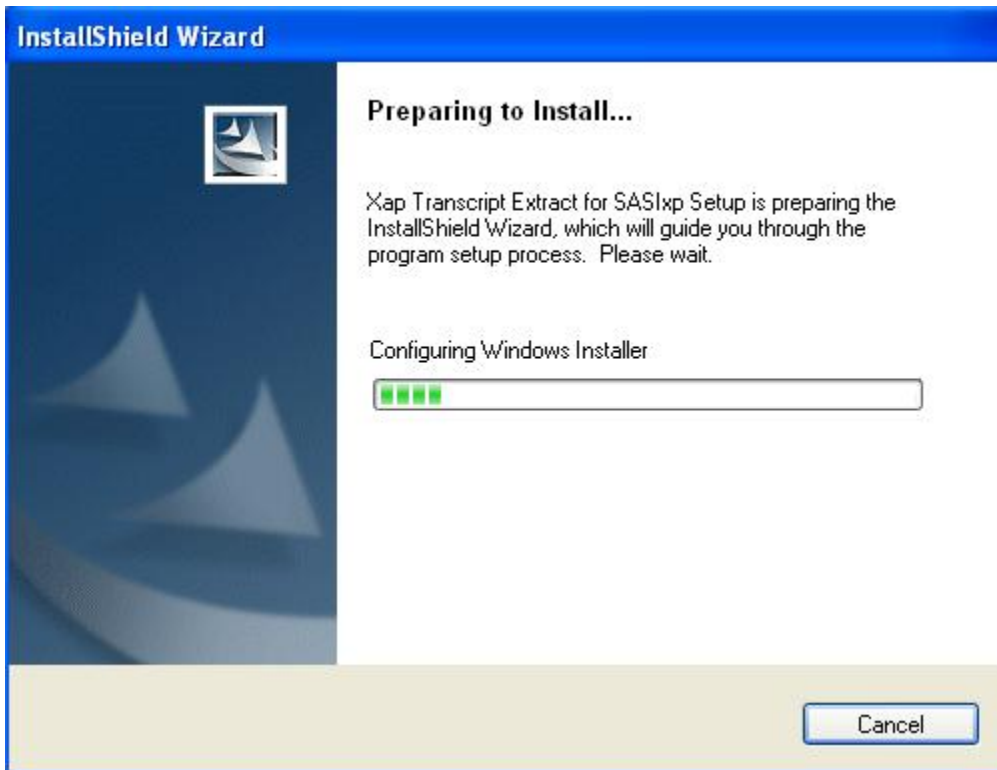 InstallShield Wizard
Preparing to Install...
Xap Transcript Extract for SASIxp Setup is preparing the
InstallShield Wizard, which will guide you through the
program setup process.  Please wait.
Configuring Windows Installer
Cancel